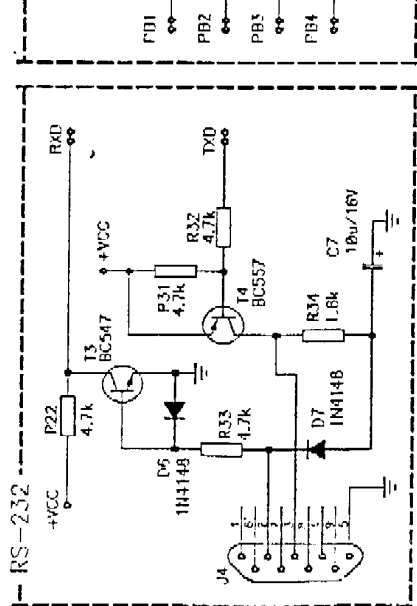 PB1
PB2
PB3
PB4
RS-232
RXD
TXD
+VCC
R31
4.7k
R32
4.7k
T4
BC557
T3
BC547
R22
4.7k
+VCC
D6
1N4148
R33
4.7k
R34
1.8k
C7
10u/16V
+
D7
1N4148
J4
1
6
2
7
3
8
4
9
5